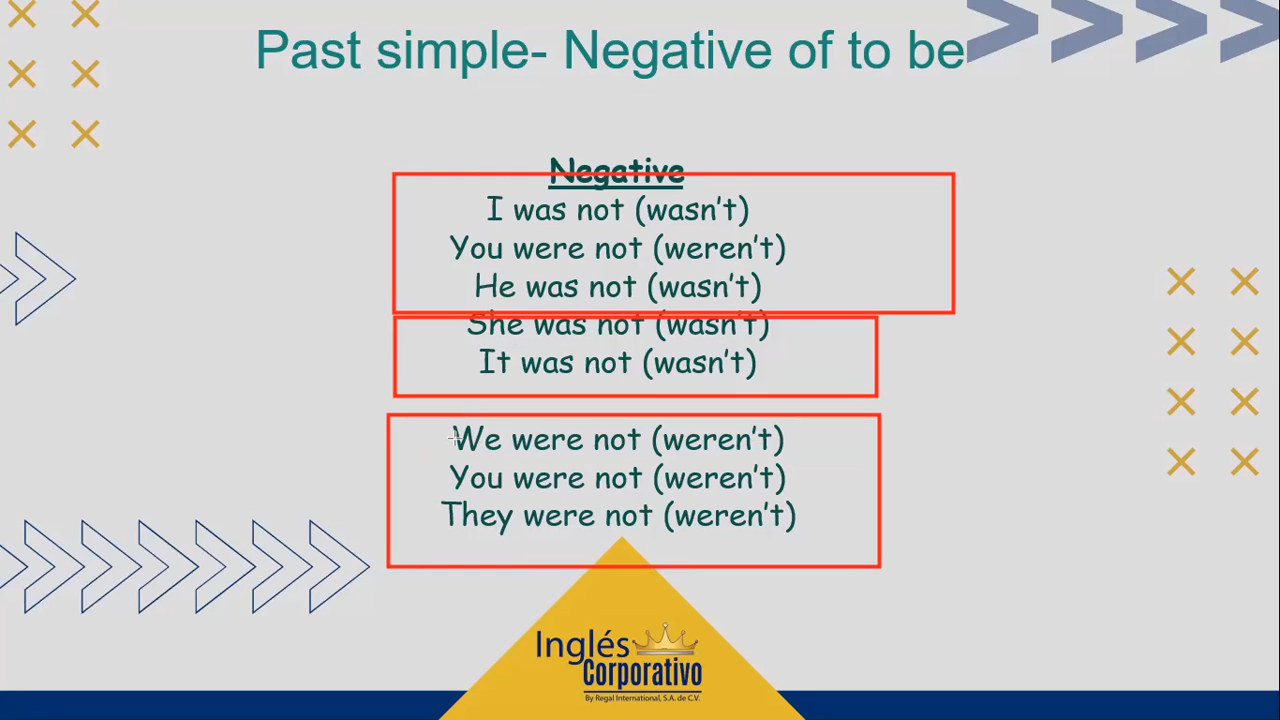 Past simple- Negative of to be
Negative
I was not (wasn’t)
You were not (weren’t)
He was not (wasn’t)
She was not (wasn’t)
It was not (wasn’t)
We were not (weren’t)
You were not (weren’t)
They were not (weren’t)
Inglés
Corporativo
By Regal International, S.A. de C.V.